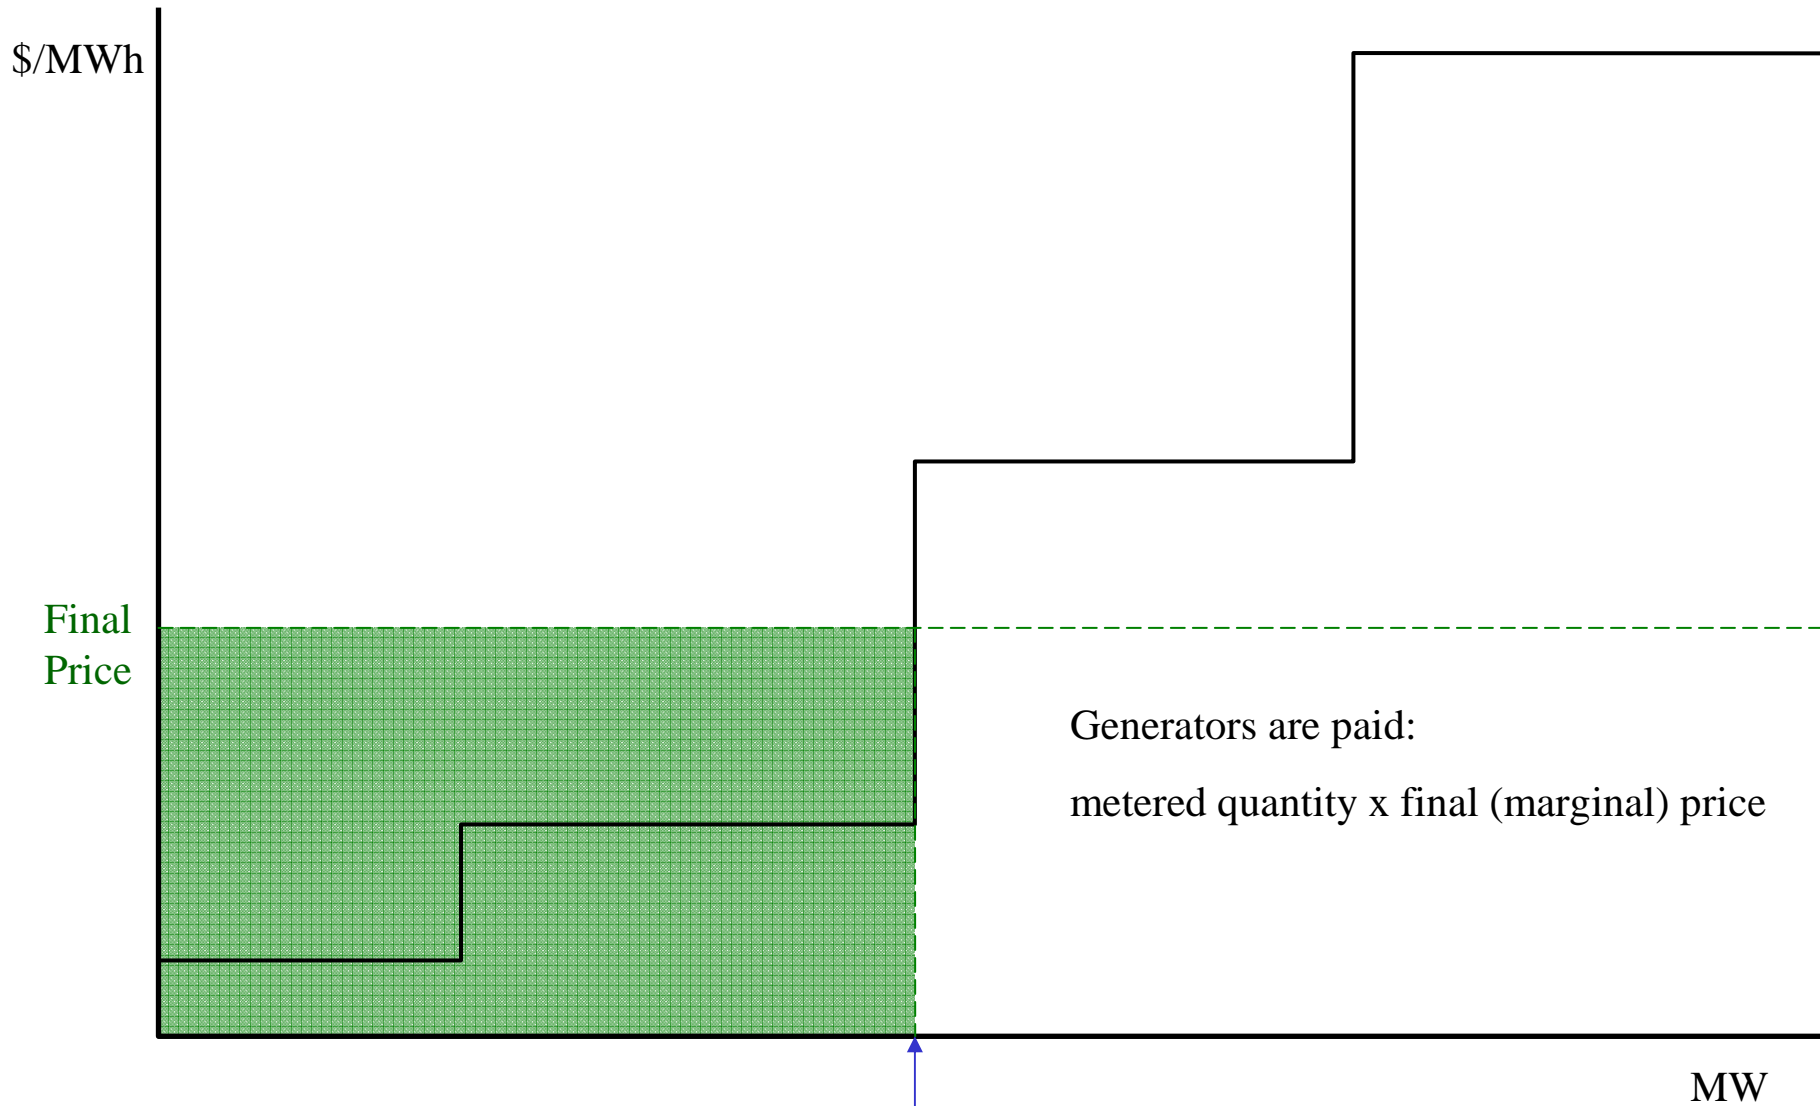 $/MWh
Final
Price
Generators are paid:
metered quantity x final (marginal) price
MW